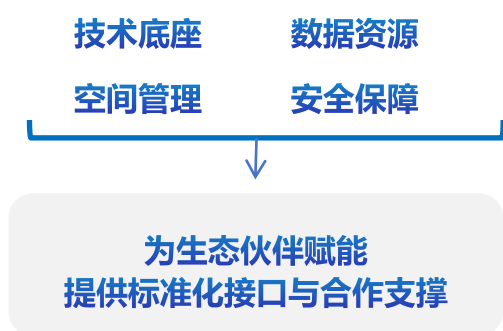 技术底座 数据资源
空间管理 安全保障
为生态伙伴赋能
提供标准化接口与合作支撑